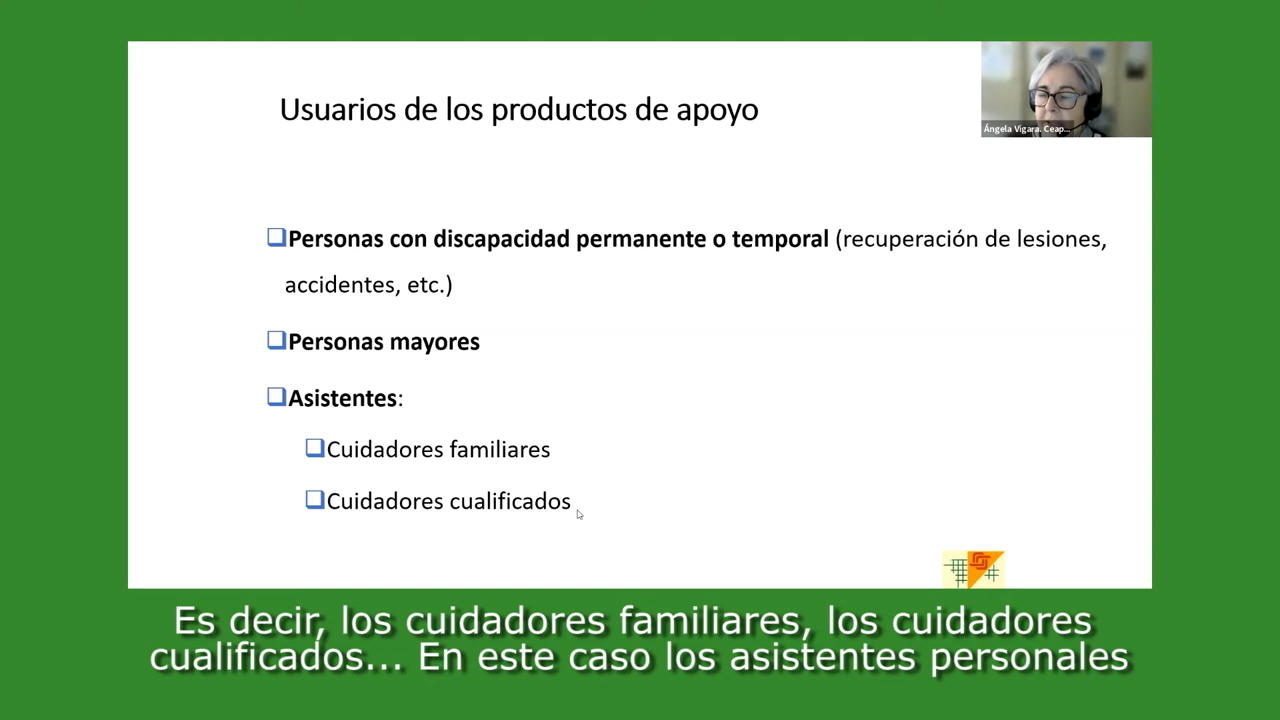 Usuarios de los productos de apoyo
Ángela Vigara. Ceap...
Personas con discapacidad permanente o temporal (recuperación de lesiones,
accidentes, etc.)
Personas mayores
Asistentes:
Cuidadores familiares
Cuidadores cualificados
Es decir, los cuidadores familiares, los cuidadores
cualificados... En este caso los asistentes personales